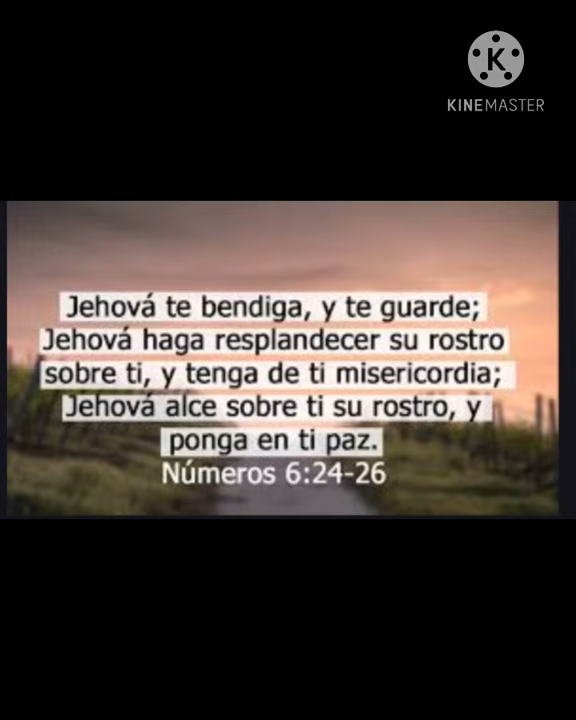 K
KINEMASTER
Jehová te bendiga, y te guarde;
Jehová haga resplandecer su rostro
sobre ti, y tenga de ti misericordia;
Jehová alce sobre ti su rostro, y
ponga en ti paz.
Números 6:24-26